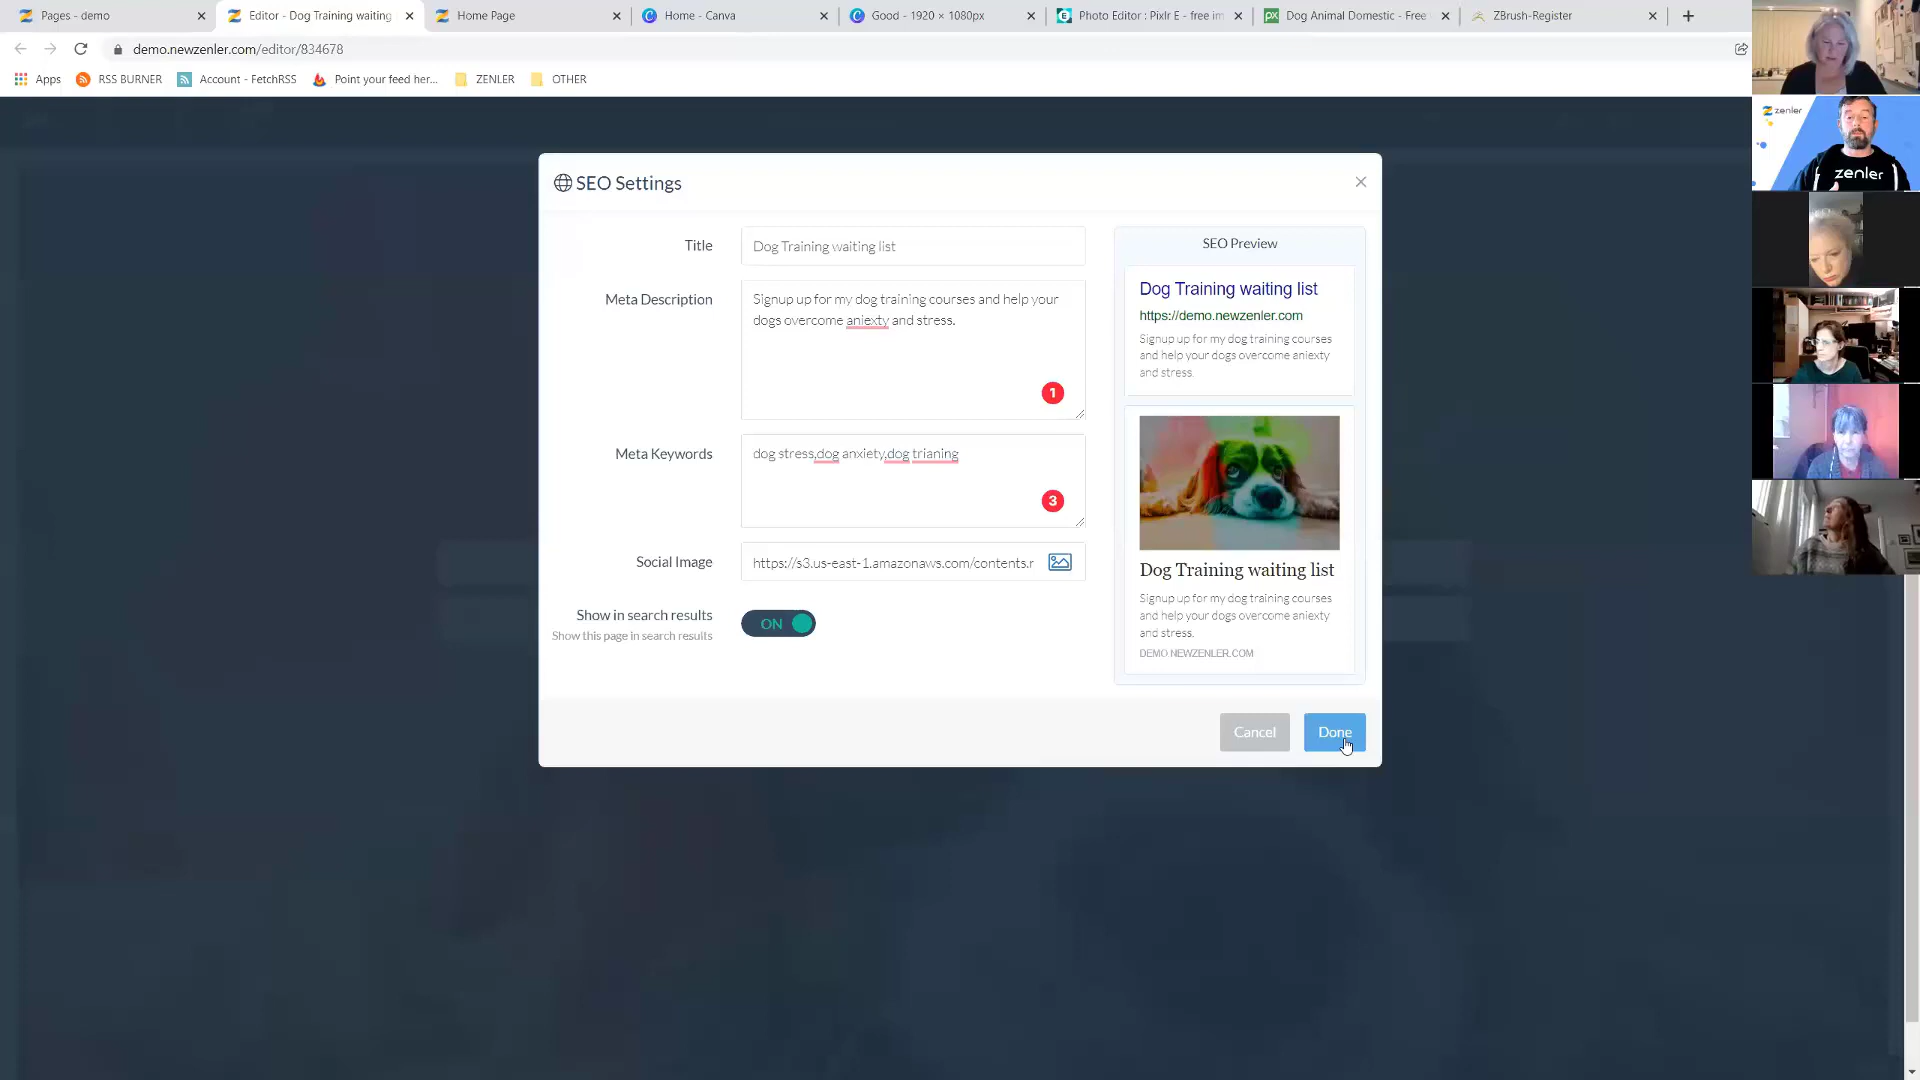 Pages - demo
Editor - Dog Training waiting
Home Page
Home - Canva
Good - 1920 × 1080px
Photo Editor : Pixlr E - free im
Dog Animal Domestic - Free
ZBrush-Register
demo.newzenler.com/editor/834678
Apps
RSS BURNER
Account - FetchRSS
Point your feed her...
ZENLER
OTHER
zenler
zenler
SEO Settings
Title
Dog Training waiting list
Meta Description
Signup up for my dog training courses and help your
dogs overcome aniexty and stress.
1
Meta Keywords
dog stress,dog anxiety,dog trianing
3
Social Image
https://s3.us-east-1.amazonaws.com/contents.r
Show in search results
Show this page in search results
ON
SEO Preview
Dog Training waiting list
https://demo.newzenler.com
Signup up for my dog training courses
and help your dogs overcome aniexty
and stress.
Dog Training waiting list
Signup up for my dog training courses
and help your dogs overcome aniexty
and stress.
DEMO.NEWZENLER.COM
Cancel
Done